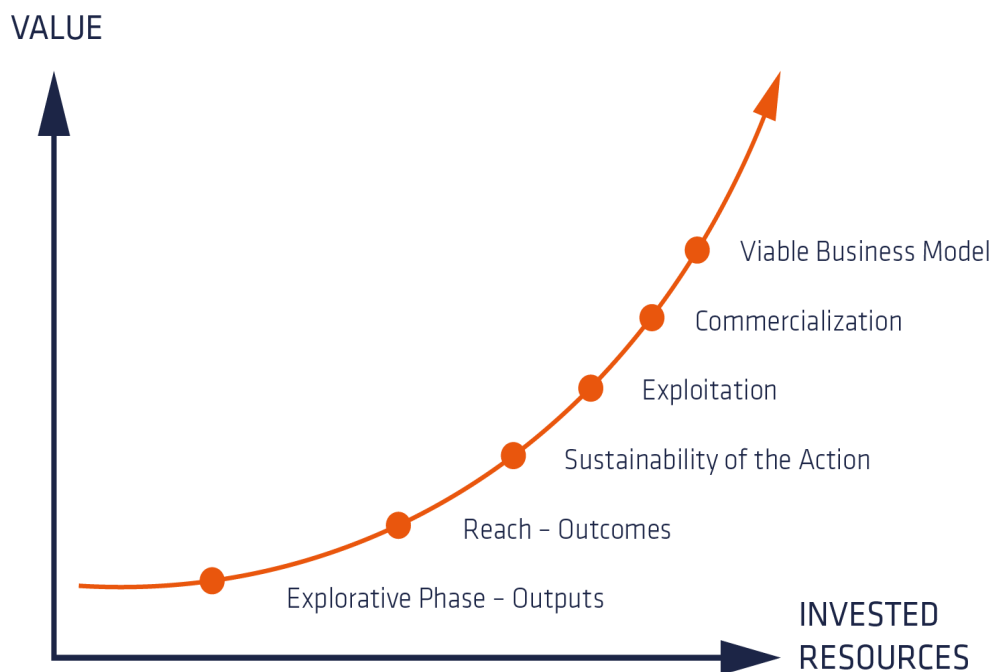 VALUE
Viable Business Model
Commercialization
Exploitation
Sustainability of the Action
Reach – Outcomes
Explorative Phase – Outputs
INVESTED
RESOURCES